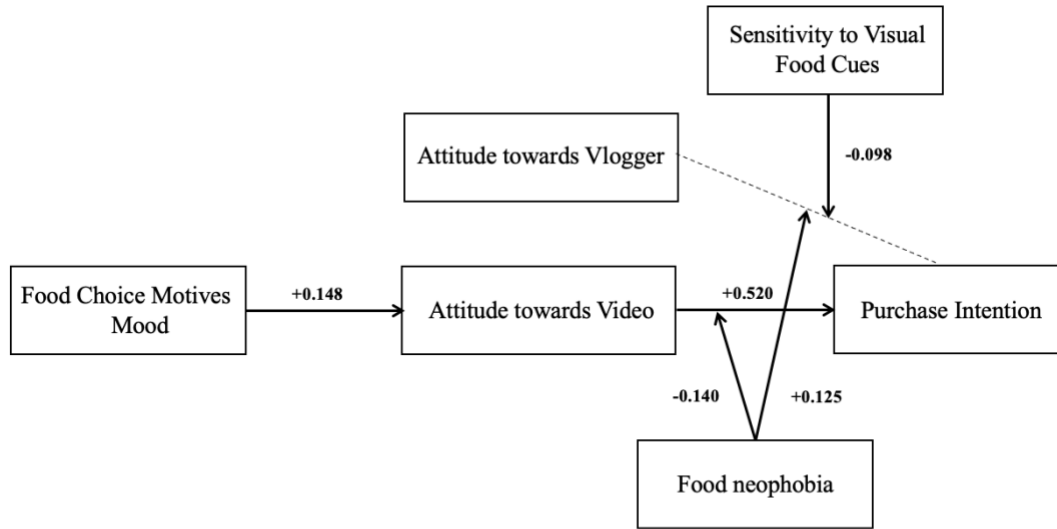 Sensitivity to Visual
Food Cues
Attitude towards Vlogger
-0.098
Food Choice Motives
Mood
+0.148
Attitude towards Video
+0.520
Purchase Intention
-0.140
+0.125
Food neophobia